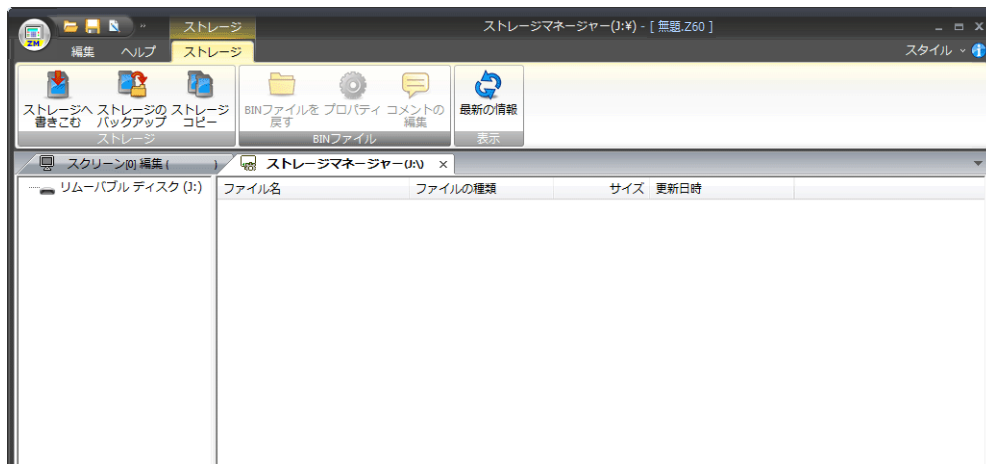 ストレージ
ストレージマネージャー(J:¥) - [ 無題.Z60 ]
ZM
編集 ヘルプ ストレージ
スタイル
ストレージへ書きこむ
ストレージのバックアップ
ストレージコピー
BINファイルを戻す
プロパティ
コメントの編集
最新の情報
ストレージ
BINファイル
表示
スクリーン[0] 編集 ( )
ストレージマネージャー(J:\) ×
リムーバブル ディスク (J:)
ファイル名 ファイルの種類 サイズ 更新日時